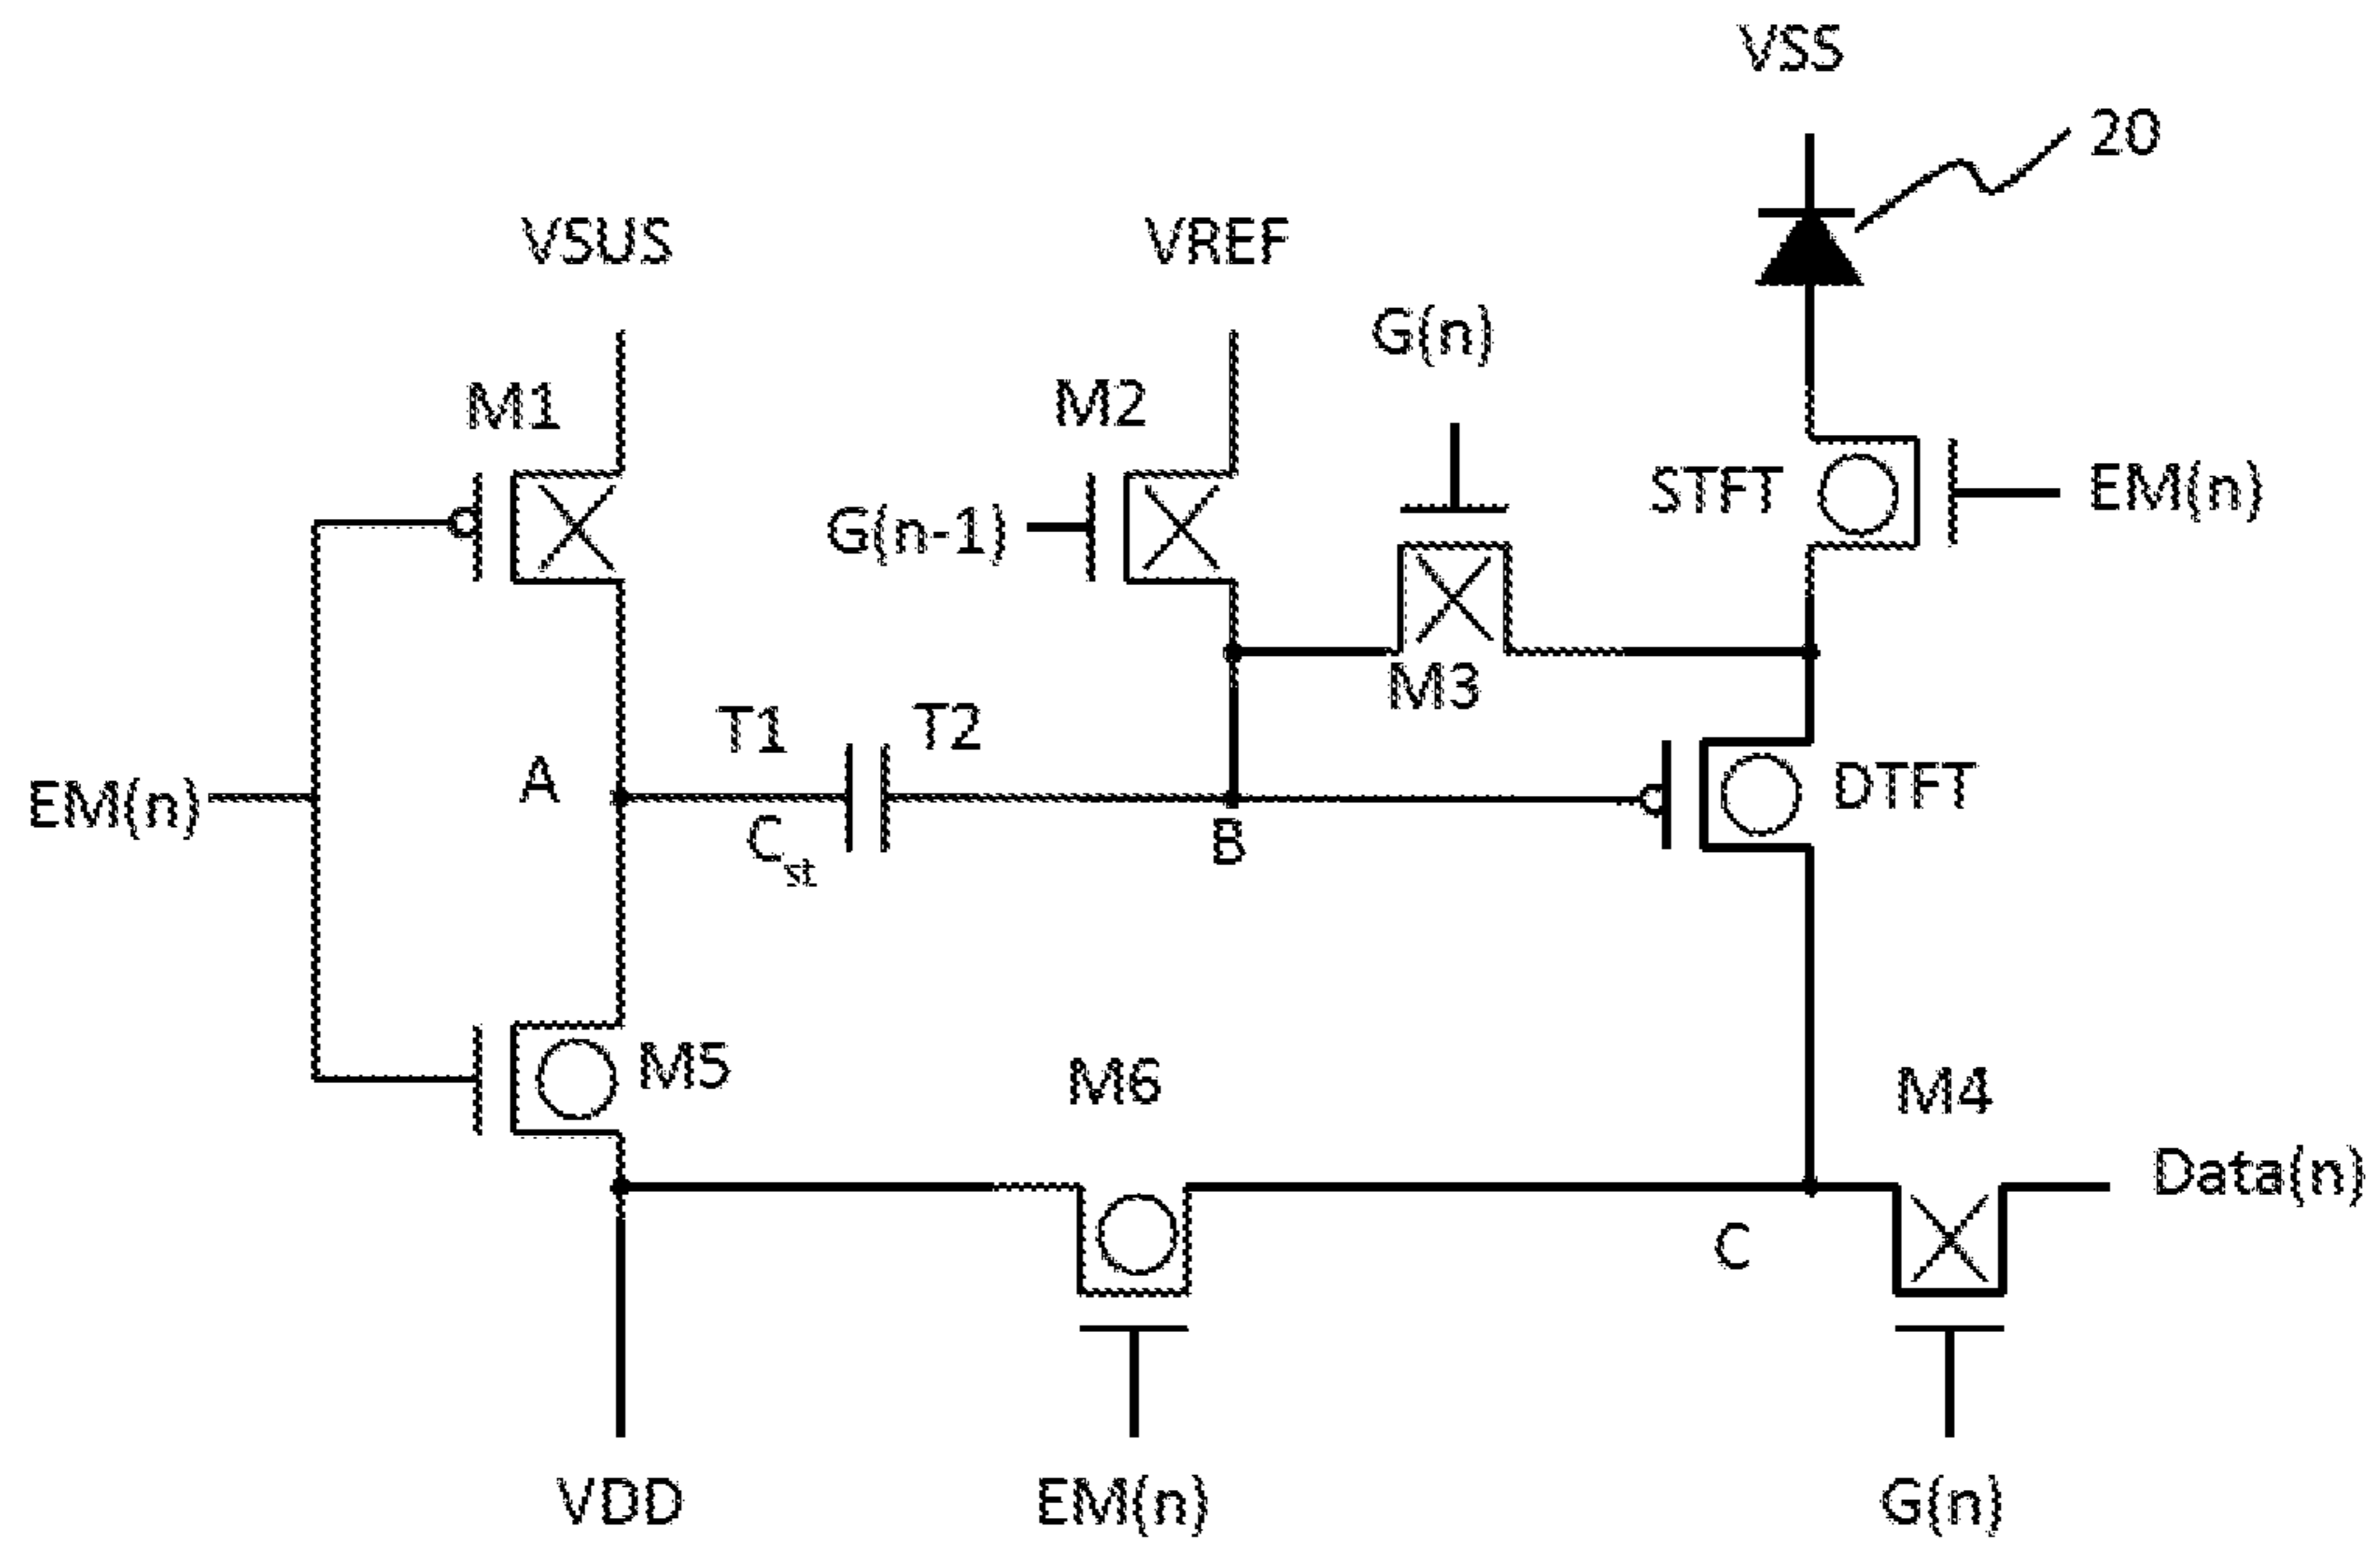 VSS
20
VSUS
VREF
G(n)
M1
M2
STFT
EM(n)
G(n-1)
M3
T1
T2
A
DTFT
EM(n)
C_st
B
M5
M6
M4
Data(n)
C
VDD
EM(n)
G(n)